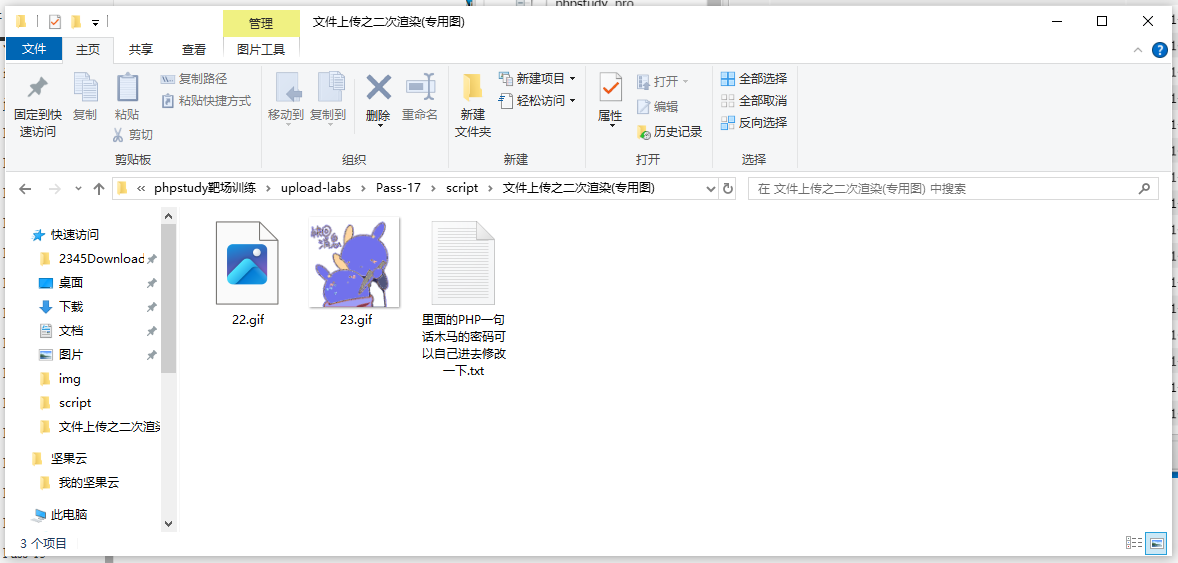 phpstudy_pro
管理
文件上传之二次渲染(专用图)
文件 主页 共享 查看 图片工具
固定到快
速访问
复制
粘贴
复制路径
粘贴快捷方式
剪切
剪贴板
移动到
复制到
删除
重命名
组织
新建
文件夹
新建项目
轻松访问
新建
属性
打开
编辑
历史记录
打开
全部选择
全部取消
反向选择
选择
« phpstudy靶场训练 › upload-labs › Pass-17 › script › 文件上传之二次渲染(专用图)
在 文件上传之二次渲染(专用图) 中搜索
快速访问
2345Download
桌面
下载
文档
图片
img
script
文件上传之二次渲染
坚果云
我的坚果云
此电脑
22.gif
23.gif
里面的PHP一句
话木马的密码可
以自己进去修改
一下.txt
3 个项目